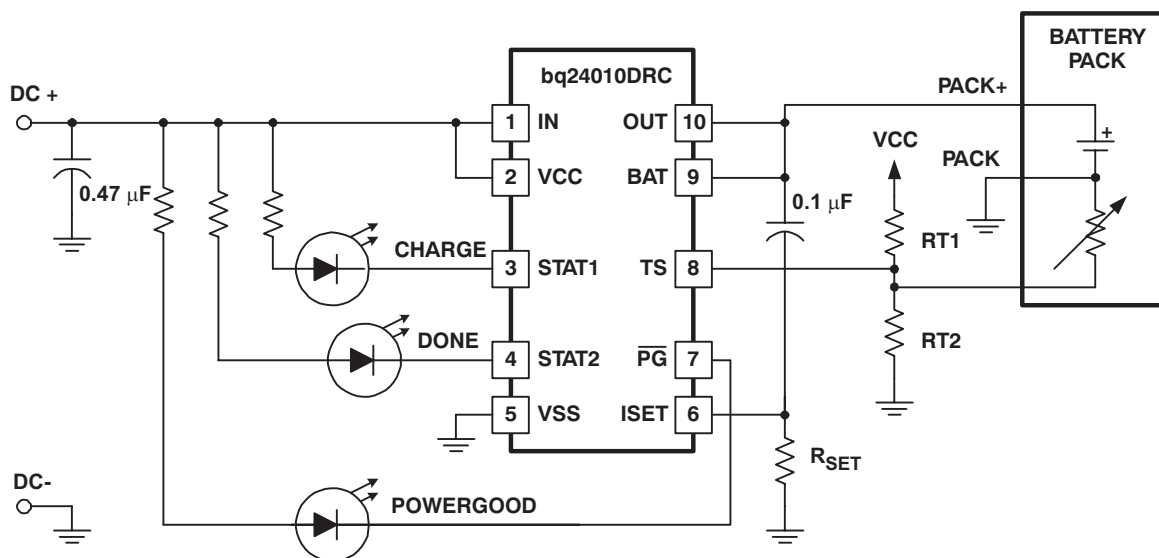 BATTERY
PACK
bq24010DRC
DC +
PACK+
1 IN OUT 10
VCC
PACK
0.47 μF
2 VCC BAT 9
0.1 μF
+
RT1
CHARGE
3 STAT1 TS 8
DONE
RT2
4 STAT2 PG 7
5 VSS ISET 6
RSET
DC-
POWERGOOD